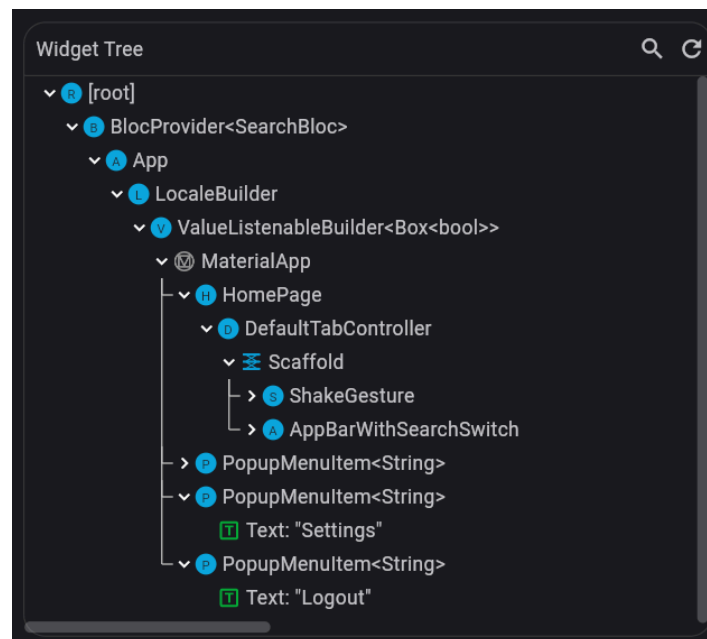 Widget Tree
R [root]
B BlocProvider<SearchBloc>
A App
L LocaleBuilder
V ValueListenableBuilder<Box<bool>>
M MaterialApp
H HomePage
D DefaultTabController
Scaffold
S ShakeGesture
A AppBarWithSearchSwitch
P PopupMenuItem<String>
P PopupMenuItem<String>
T Text: "Settings"
P PopupMenuItem<String>
T Text: "Logout"